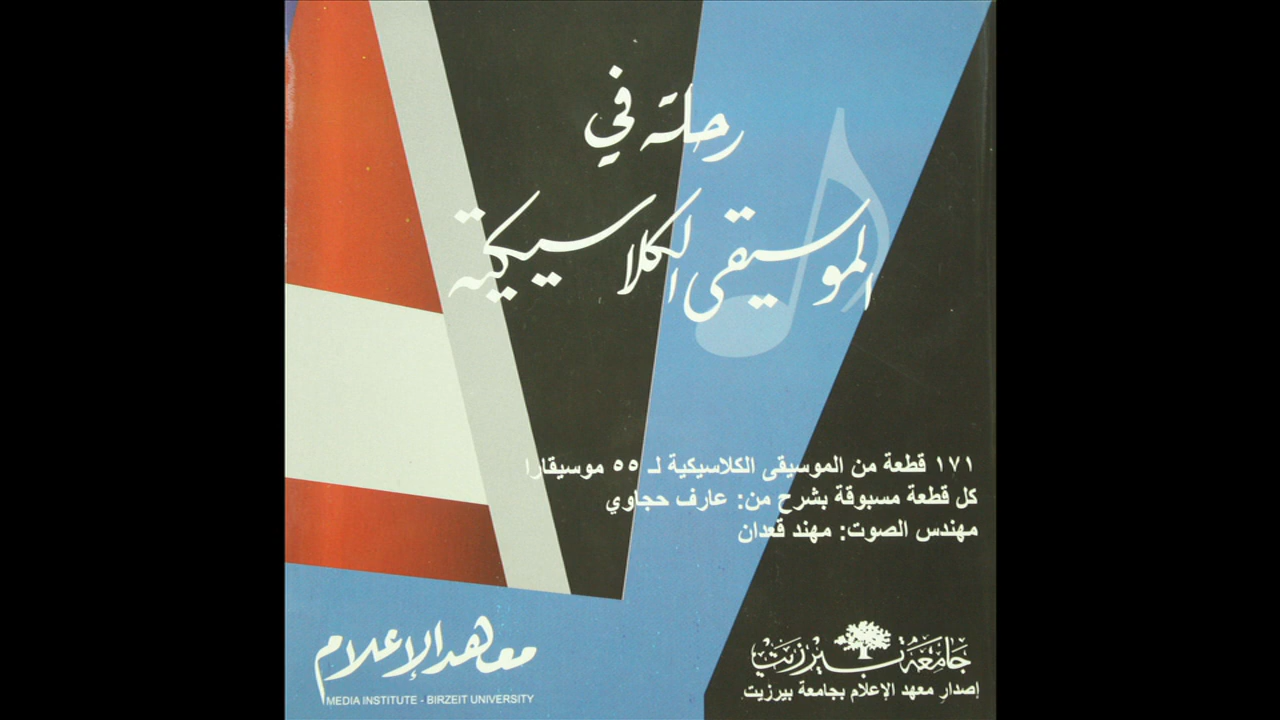 رحلة في
الموسيقى الكلاسيكية
١٧١ قطعة من الموسيقى الكلاسيكية لـ ٥٥ موسيقارا
كل قطعة مسبوقة بشرح من: عارف حجاوي
مهندس الصوت: مهند قعدان
معهد الإعلام
MEDIA INSTITUTE - BIRZEIT UNIVERSITY
جامعة بيرزيت
إصدار معهد الإعلام بجامعة بيرزيت